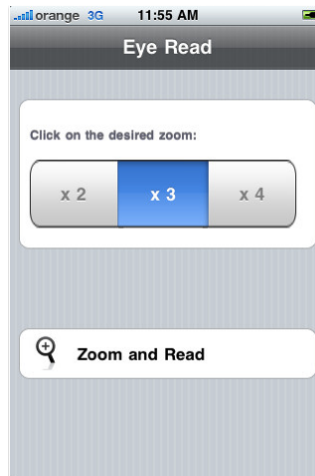 orange 3G 11:55 AM
Eye Read
Click on the desired zoom:
x 2 x 3 x 4
Zoom and Read